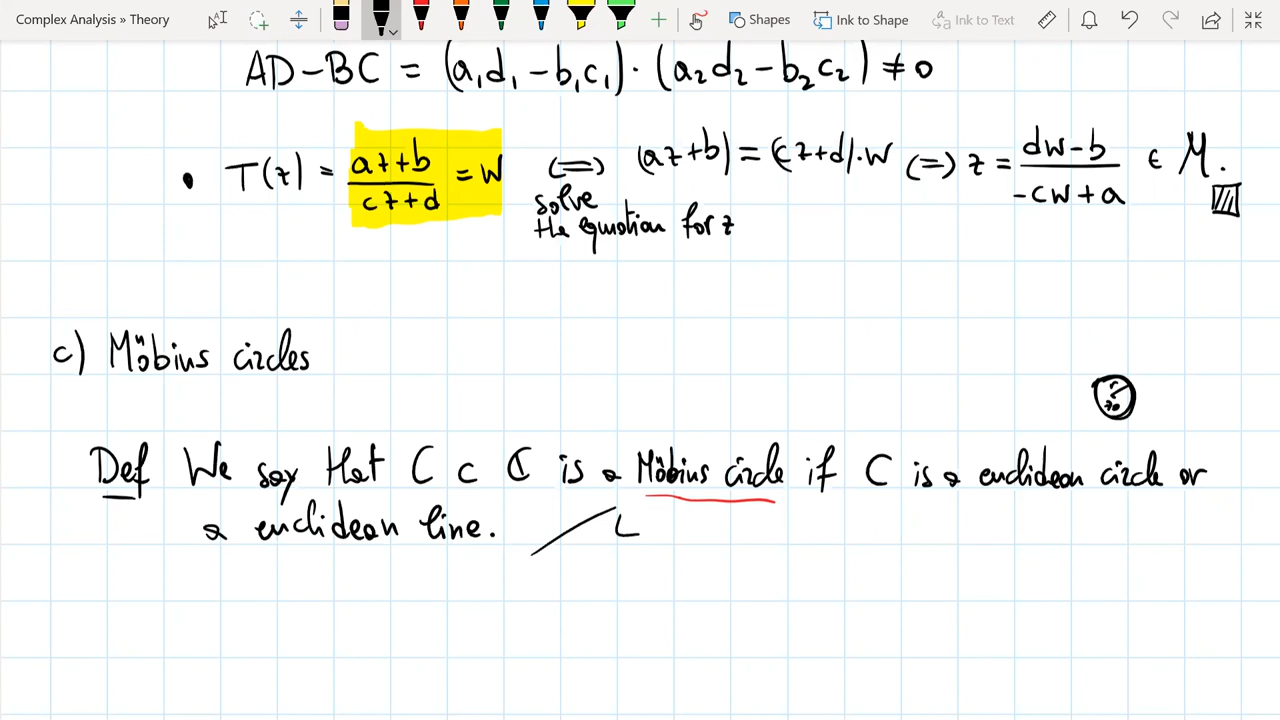 Complex Analysis » Theory
Shapes
Ink to Shape
Ink to Text
AD-BC = (a₁d₁ - b₁c₁)·(a₂d₂ - b₂c₂) ≠ 0
• T(z) = (az+b)/(cz+d) = w <=> (az+b) = (cz+d)·w <=> z = (dw-b)/(-cw+a) ∈ M.
solve
the equation for z
c) Möbius circles
Def We say that C ⊂ ℂ is a Möbius circle if C is a euclidean circle or
a euclidean line. L
r
z₀